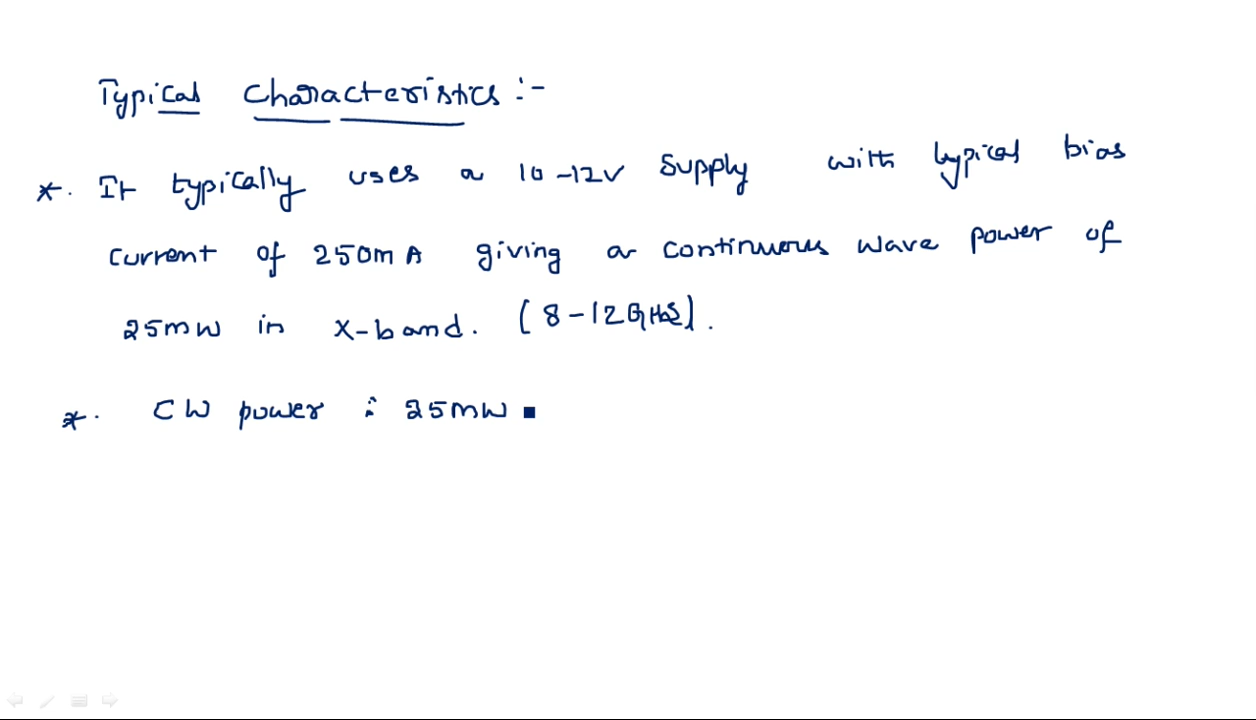 Typical Characteristics :-
*. It typically uses a 10-12V supply with typical bias
current of 250mA giving a continuous wave power of
25mW in X-band. (8-12GHz).
*. CW power : 25mW